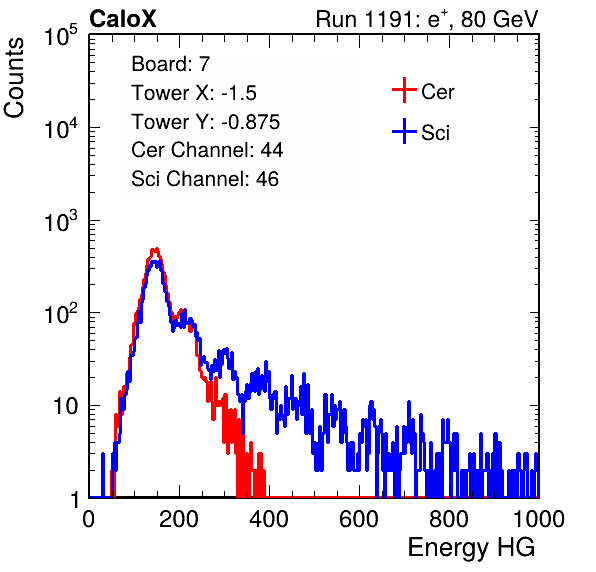 CaloX Run 1191: e⁺, 80 GeV
Counts
10⁵
10⁴
10³
10²
10
1
Board: 7
Tower X: -1.5
Tower Y: -0.875
Cer Channel: 44
Sci Channel: 46
Cer
Sci
0 200 400 600 800 1000
Energy HG